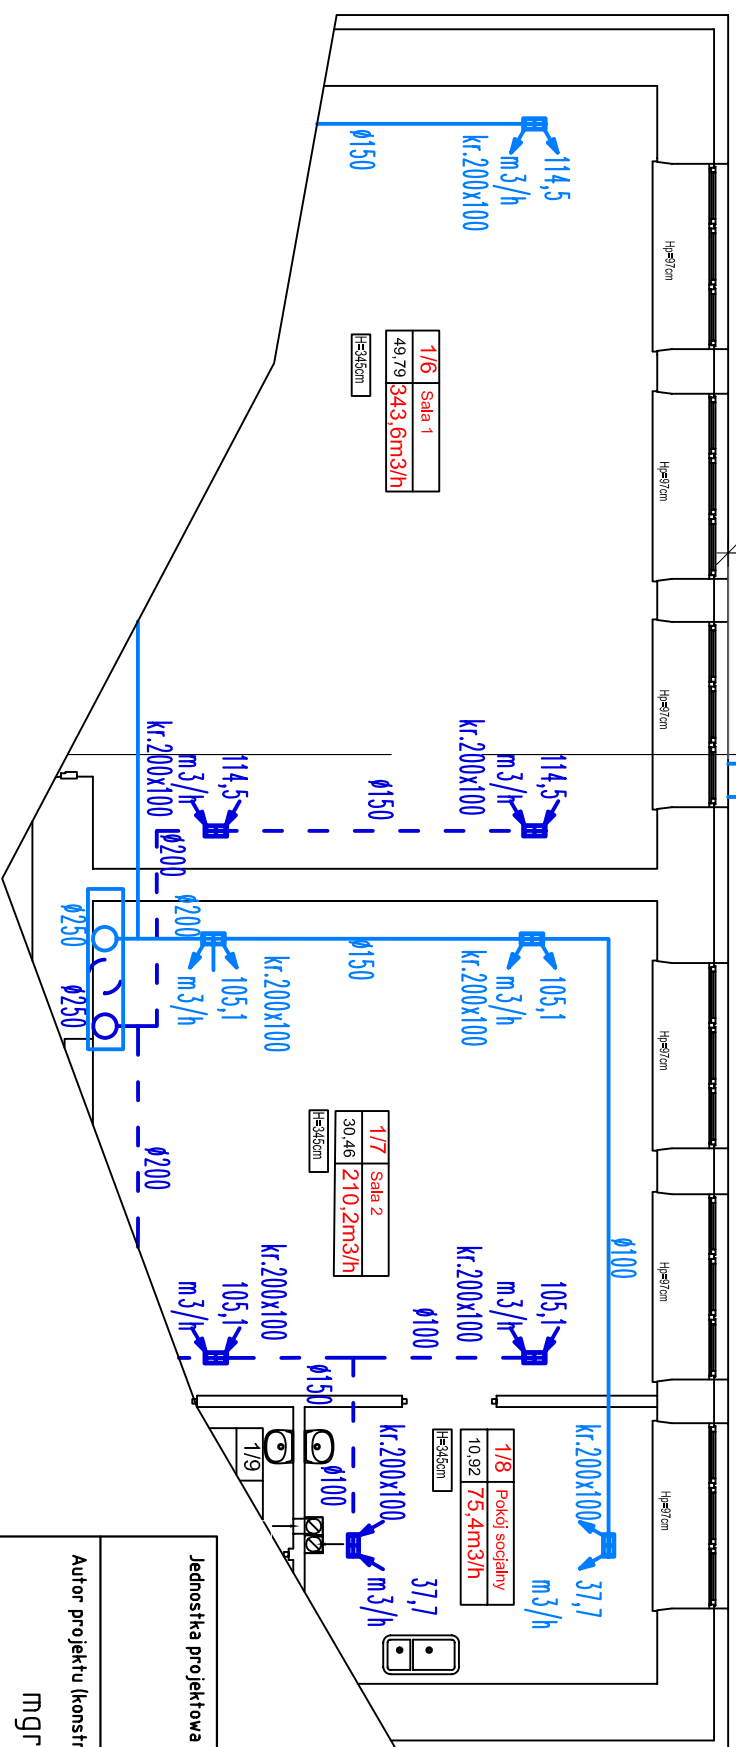 ø150
114,5
m3/h
kr.200x100
Hp=97cm
1/6 Sala 1
49,79 343,6m3/h
H=345cm
Hp=97cm
Hp=97cm
114,5
m3/h
kr.200x100
ø150
114,5
m3/h
kr.200x100
ø200
ø250
ø200
ø250
105,1
m3/h
kr.200x100
ø150
105,1
m3/h
kr.200x100
Hp=97cm
1/7 Sala 2
30,46 210,2m3/h
H=345cm
ø200
ø100
Hp=97cm
105,1
m3/h
kr.200x100
ø100
105,1
m3/h
kr.200x100
ø150
1/8 Pokój socjalny
10,92 75,4m3/h
H=345cm
1/9
ø100
kr.200x100
37,7
m3/h
kr.200x100
37,7
m3/h
Hp=97cm
Jednostka projektowa
Autor projektu (konstr
mgr